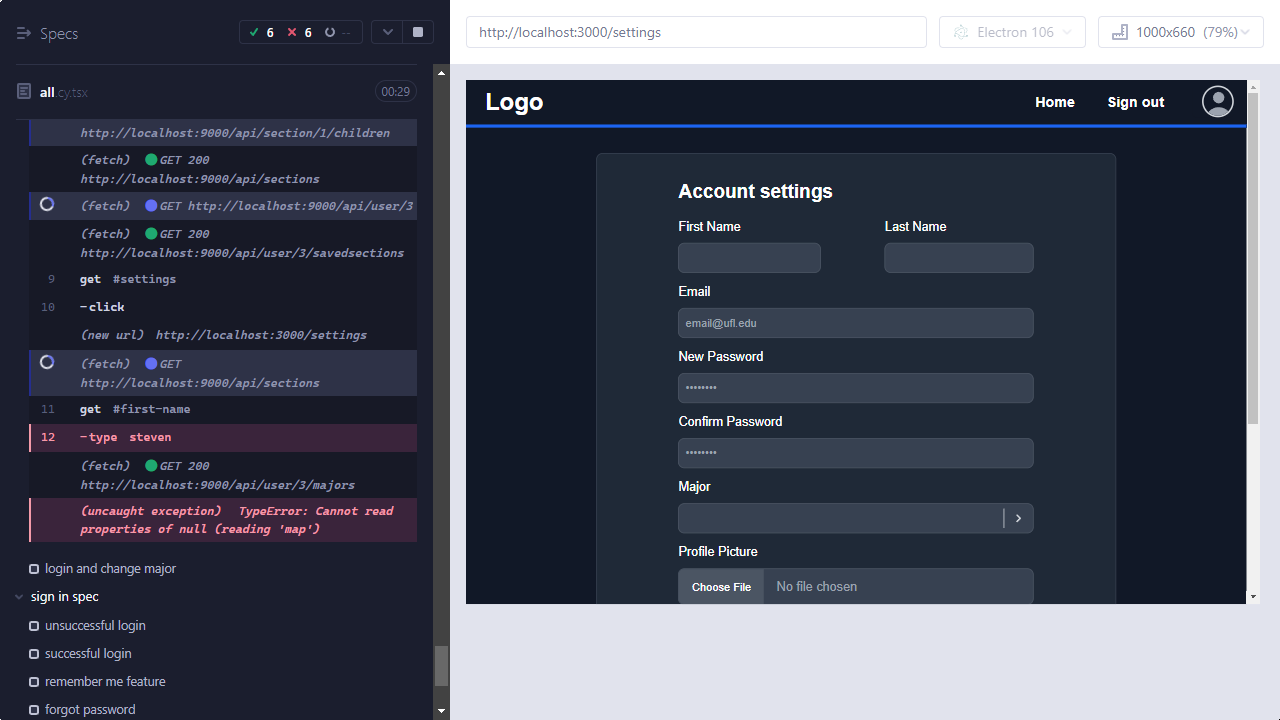 Specs
6 6 --
all.cy.tsx 00:29
http://localhost:9000/api/section/1/children
(fetch) GET 200
http://localhost:9000/api/sections
(fetch) GET http://localhost:9000/api/user/3
(fetch) GET 200
http://localhost:9000/api/user/3/savedsections
9 get #settings
10 -click
(new url) http://localhost:3000/settings
(fetch) GET
http://localhost:9000/api/sections
11 get #first-name
12 -type steven
(fetch) GET 200
http://localhost:9000/api/user/3/majors
(uncaught exception) TypeError: Cannot read
properties of null (reading 'map')
login and change major
sign in spec
unsuccessful login
successful login
remember me feature
forgot password
http://localhost:3000/settings
Electron 106
1000x660 (79%)
Logo
Home Sign out
Account settings
First Name Last Name
Email
email@ufl.edu
New Password
••••••••
Confirm Password
••••••••
Major
Profile Picture
Choose File No file chosen